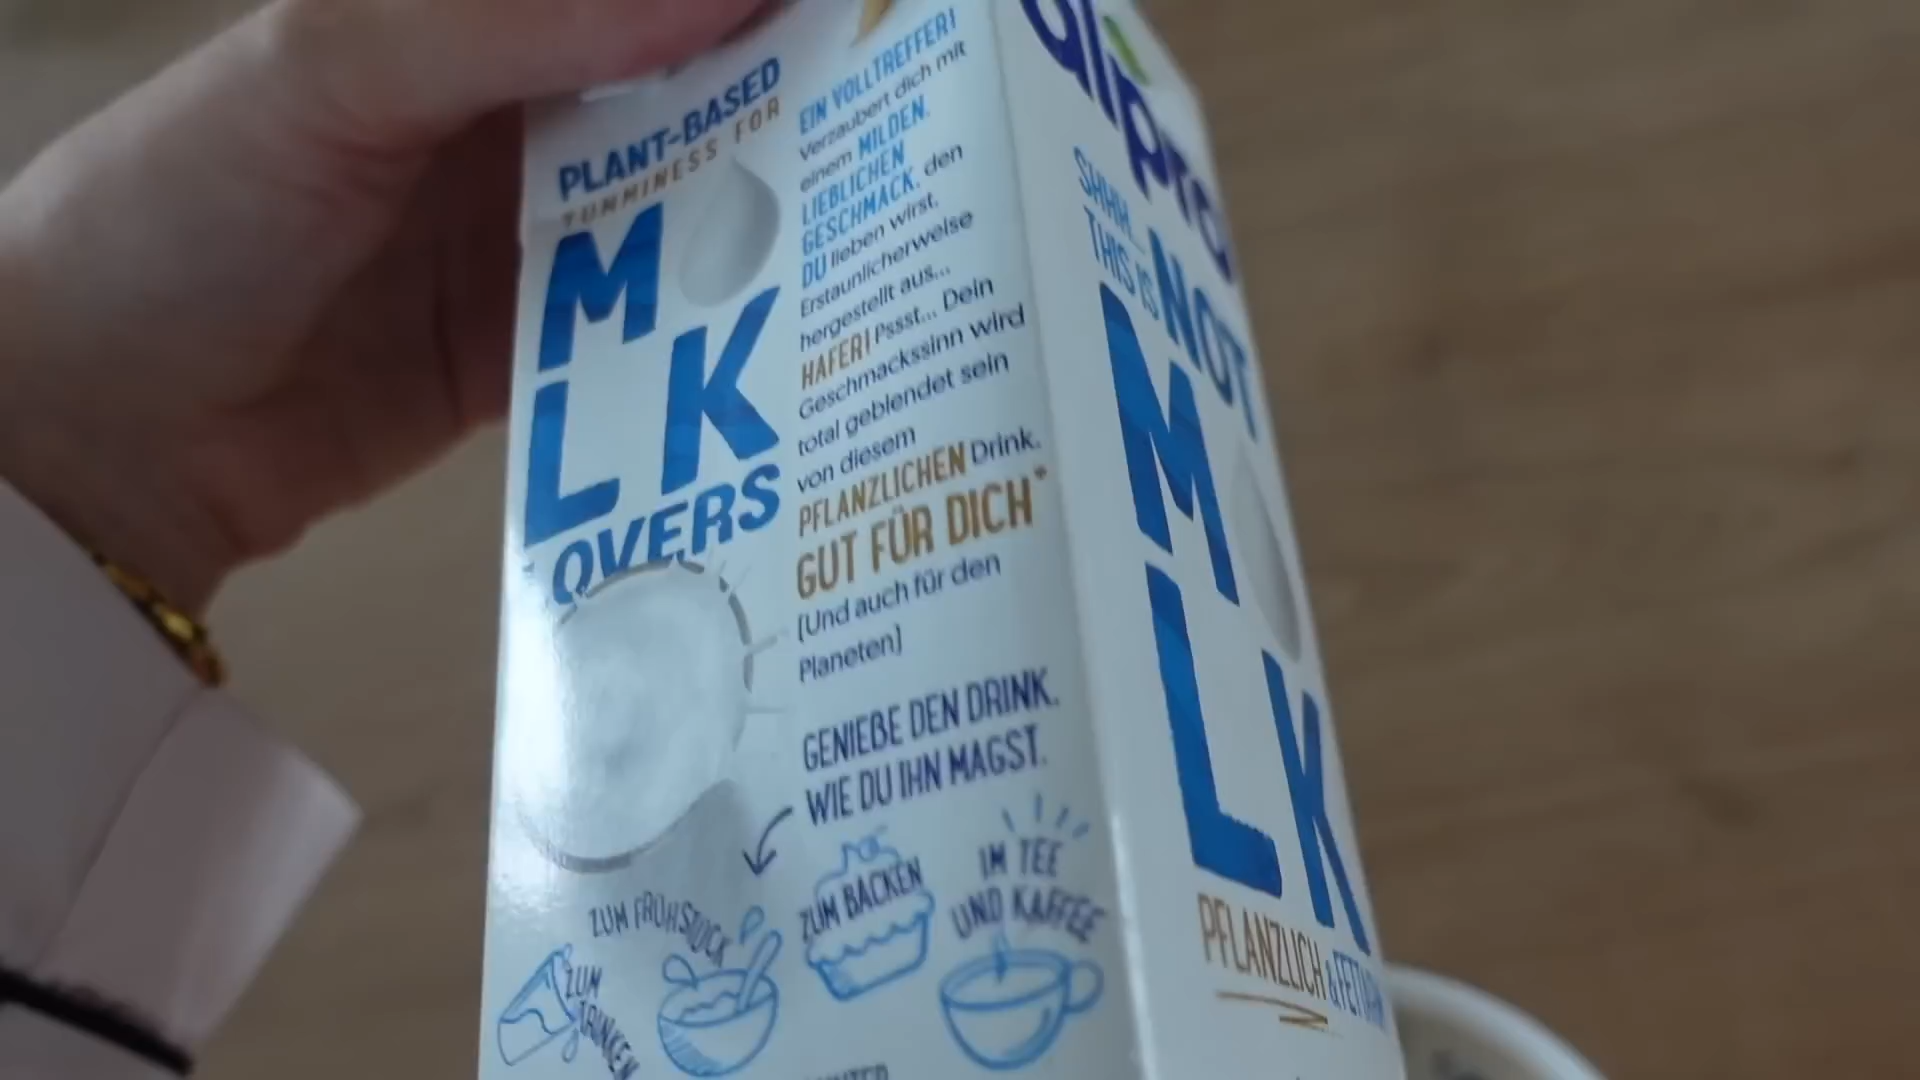 PLANT-BASED
YUMMINESS FOR
M
LK
LOVERS
EIN VOLLTREFFER!
Verzaubert dich mit
einem MILDEN,
LIEBLICHEN
GESCHMACK, den
DU lieben wirst.
Erstaunlicherweise
hergestellt aus...
HAFER! Pssst... Dein
Geschmackssinn wird
total geblendet sein
von diesem
PFLANZLICHEN Drink.
GUT FÜR DICH*
[Und auch für den
Planeten]
GENIEẞE DEN DRINK,
WIE DU IHN MAGST.
ZUM TRINKEN
ZUM FRÜHSTÜCK
ZUM BACKEN
IM TEE
UND KAFFEE
alpro
SHHH...
THIS IS NOT
M
LK
PFLANZLICH & FETTARM